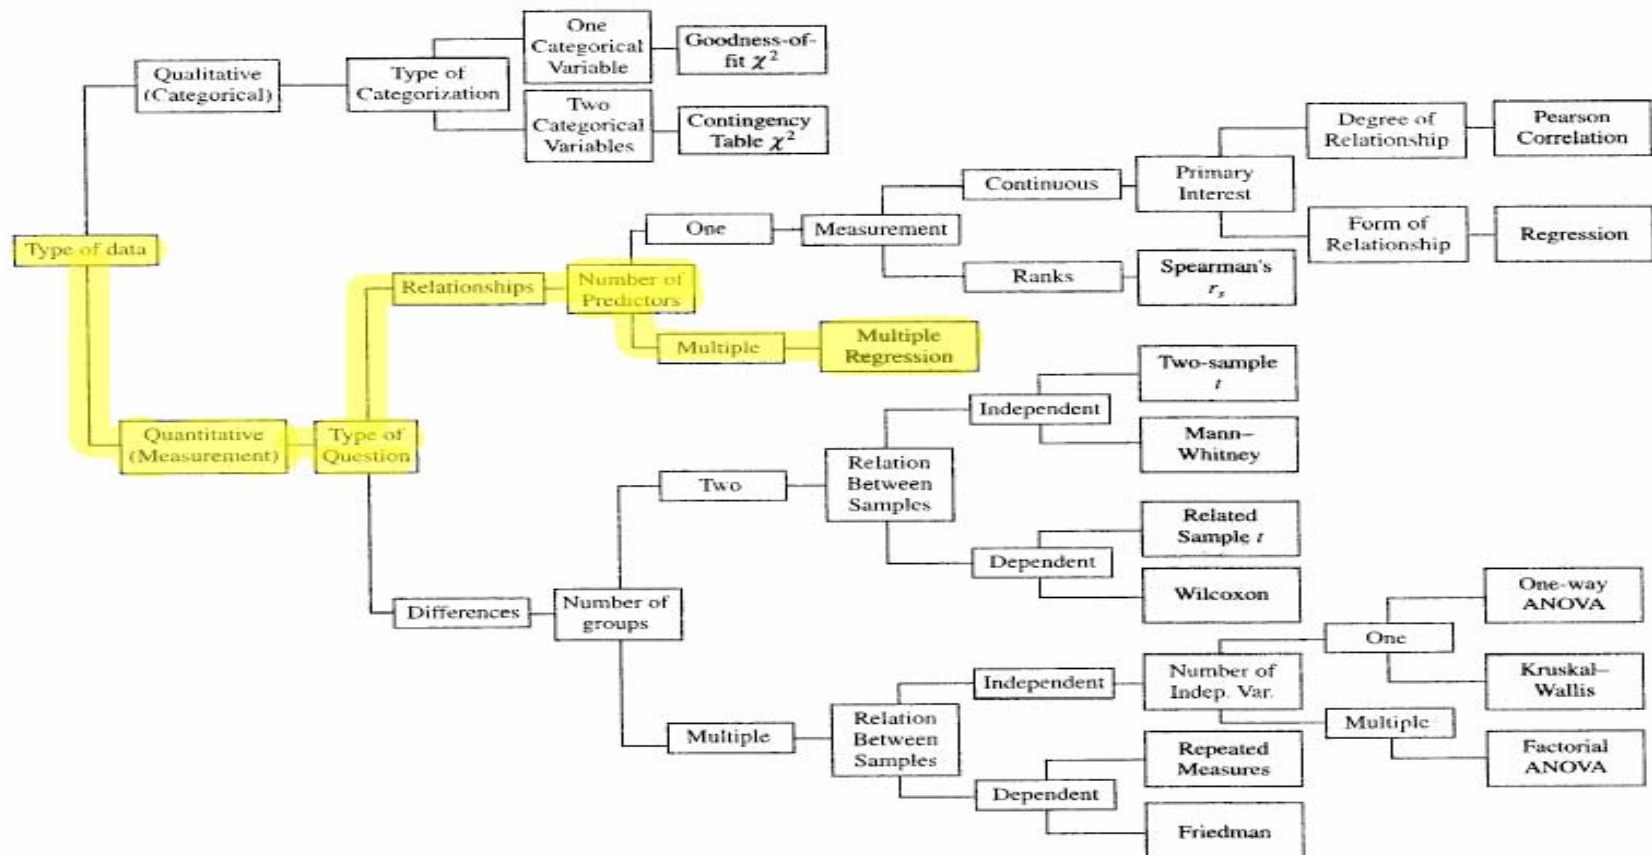 One
Categorical
Variable
Goodness-of-
fit χ²
Qualitative
(Categorical)
Type of
Categorization
Two
Categorical
Variables
Contingency
Table χ²
Degree of
Relationship
Pearson
Correlation
Continuous
Primary
Interest
One
Measurement
Form of
Relationship
Regression
Type of data
Ranks
Spearman's
rₛ
Relationships
Number of
Predictors
Multiple
Multiple
Regression
Two-sample
t
Independent
Quantitative
(Measurement)
Type of
Question
Mann–
Whitney
Two
Relation
Between
Samples
Related
Sample t
Dependent
Wilcoxon
Differences
Number of
groups
One-way
ANOVA
One
Independent
Number of
Indep. Var.
Kruskal–
Wallis
Multiple
Relation
Between
Samples
Multiple
Repeated
Measures
Factorial
ANOVA
Dependent
Friedman